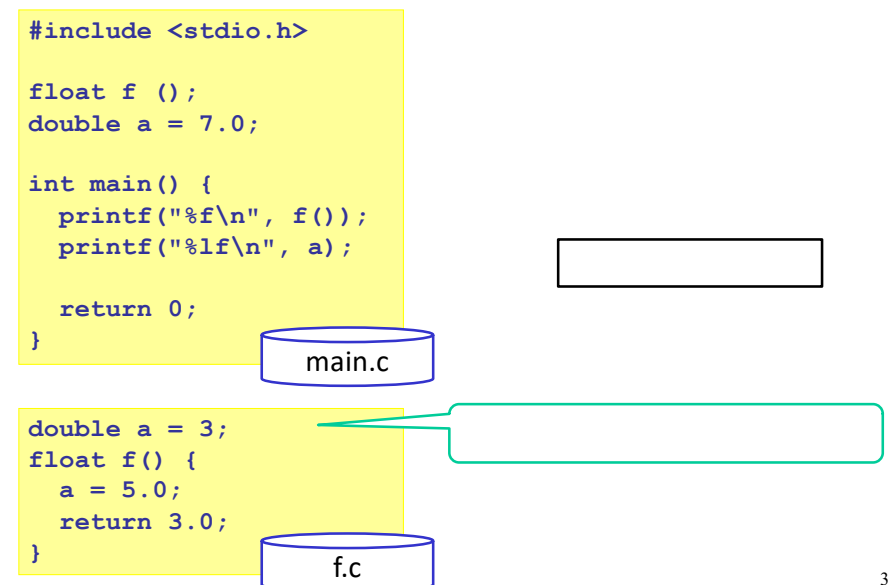 #include <stdio.h>
float f ();
double a = 7.0;
int main() {
  printf("%f\n", f());
  printf("%lf\n", a);
  return 0;
}
main.c
double a = 3;
float f() {
  a = 5.0;
  return 3.0;
}
f.c
3